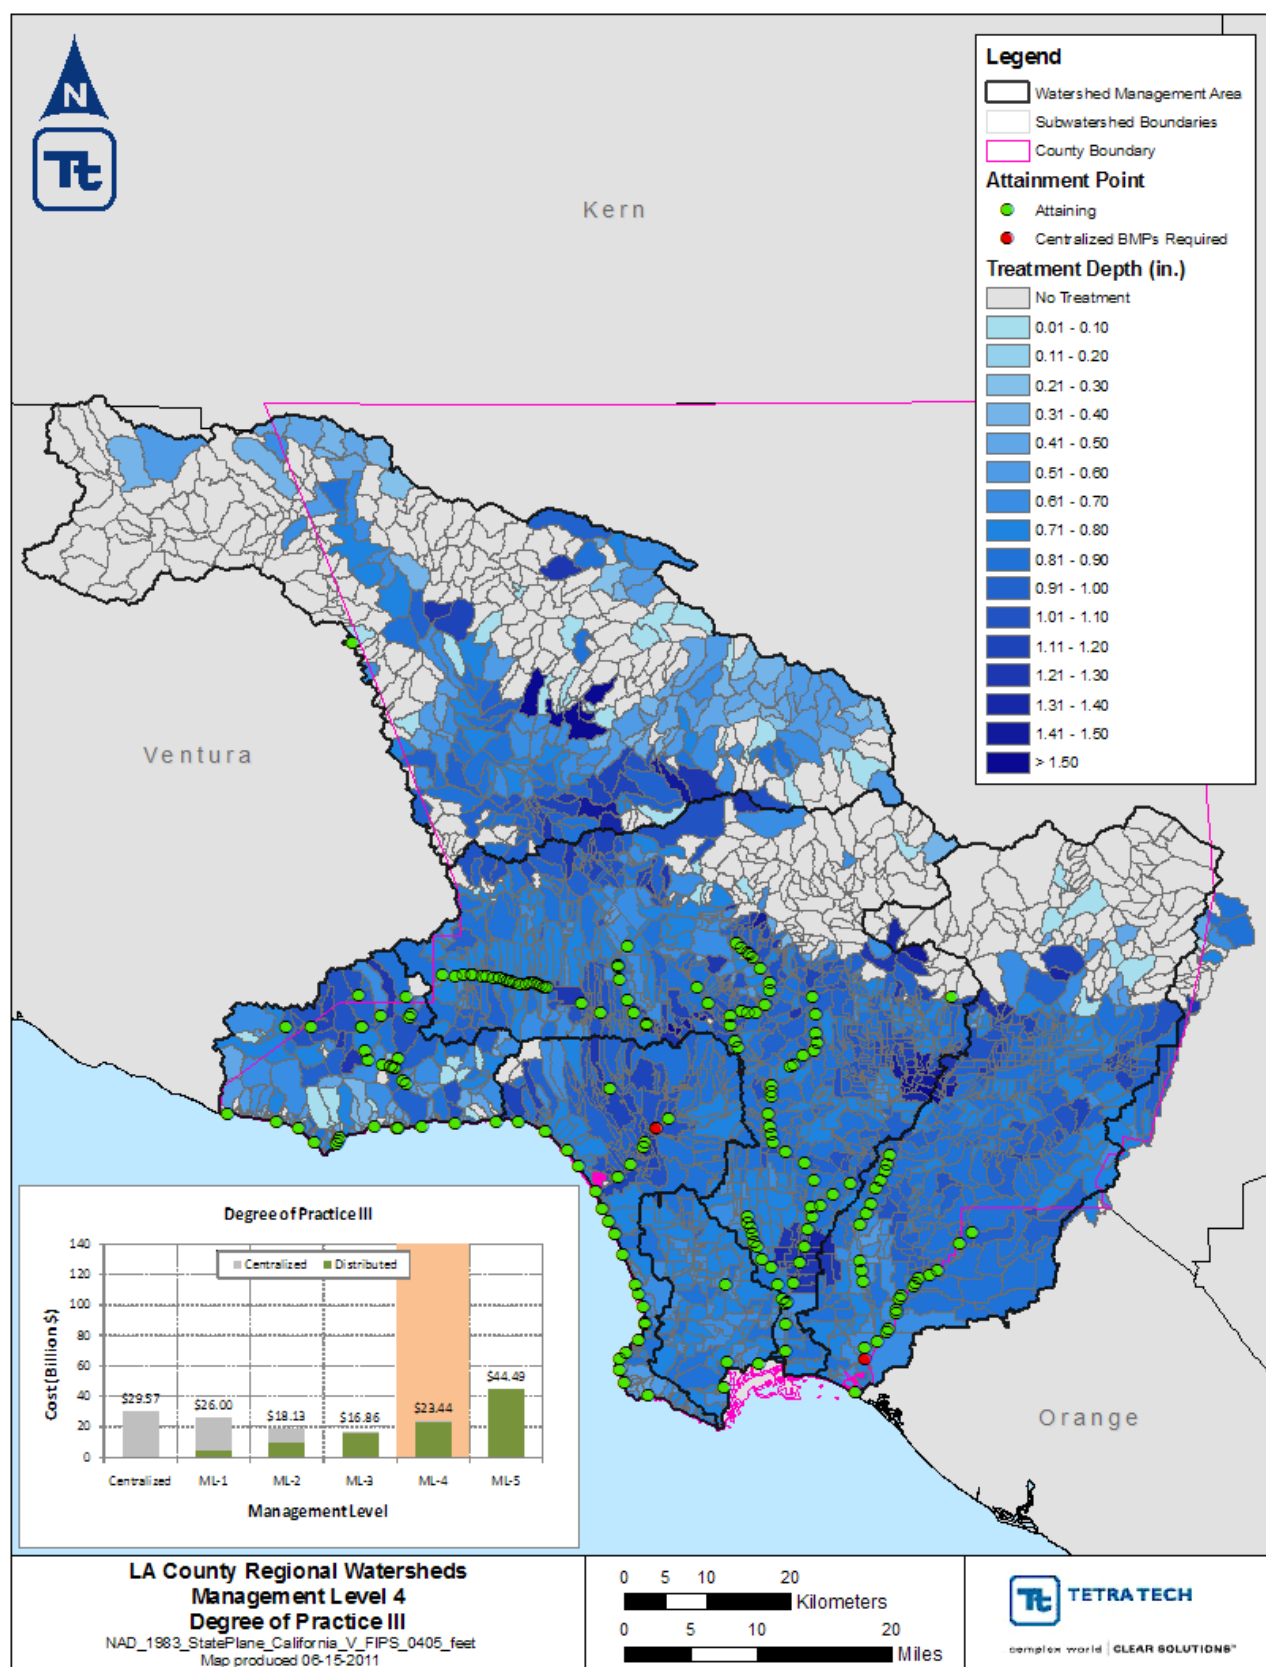 N
Tt
Legend
Watershed Management Area
Subwatershed Boundaries
County Boundary
Attainment Point
Attaining
Centralized BMPs Required
Treatment Depth (in.)
No Treatment
0.01 - 0.10
0.11 - 0.20
0.21 - 0.30
0.31 - 0.40
0.41 - 0.50
0.51 - 0.60
0.61 - 0.70
0.71 - 0.80
0.81 - 0.90
0.91 - 1.00
1.01 - 1.10
1.11 - 1.20
1.21 - 1.30
1.31 - 1.40
1.41 - 1.50
> 1.50
Kern
Ventura
Orange
Degree of Practice III
Centralized Distributed
Cost (Billion $)
140
120
100
80
60
40
20
0
$29.57 $26.00 $18.13 $16.86 $23.44 $44.49
Centralized ML-1 ML-2 ML-3 ML-4 ML-5
Management Level
LA County Regional Watersheds
Management Level 4
Degree of Practice III
NAD_1983_StatePlane_California_V_FIPS_0405_feet
Map produced 06-15-2011
0 5 10 20
Kilometers
0 5 10 20
Miles
Tt TETRA TECH
complex world | CLEAR SOLUTIONS™